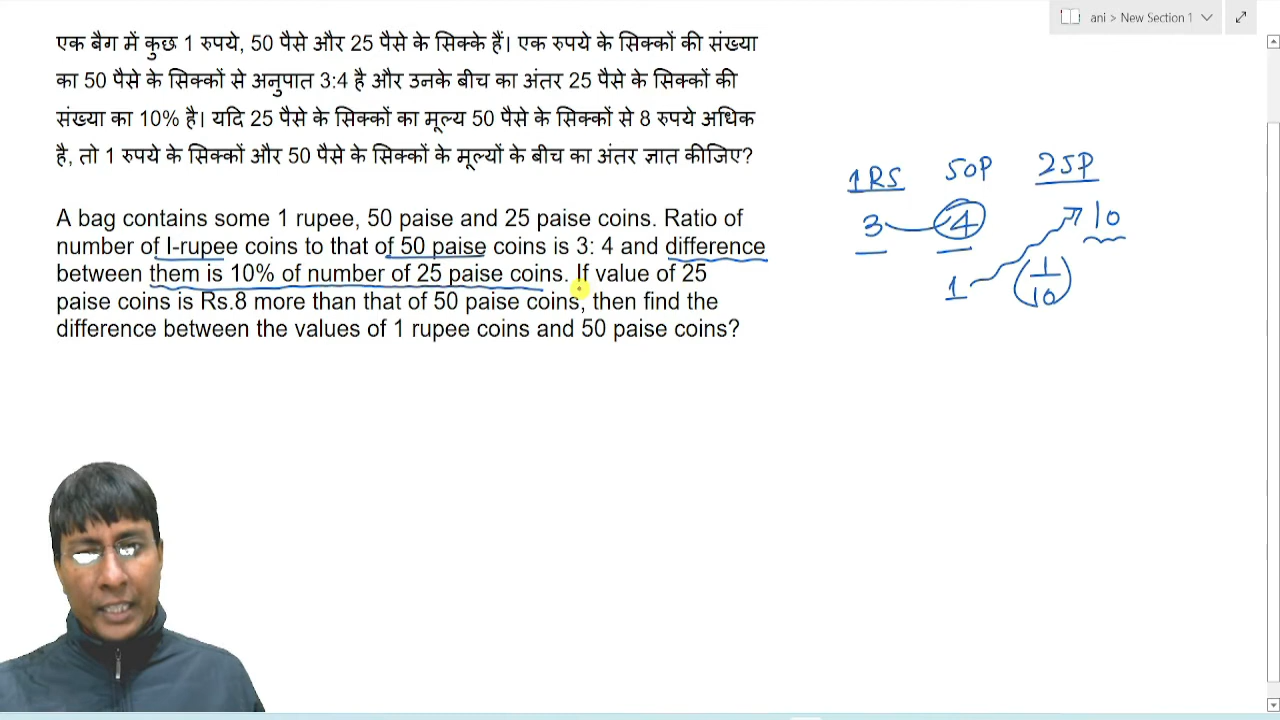 ani > New Section 1
एक बैग में कुछ 1 रुपये, 50 पैसे और 25 पैसे के सिक्के हैं। एक रुपये के सिक्कों की संख्या
का 50 पैसे के सिक्कों से अनुपात 3:4 है और उनके बीच का अंतर 25 पैसे के सिक्कों की
संख्या का 10% है। यदि 25 पैसे के सिक्कों का मूल्य 50 पैसे के सिक्कों से 8 रुपये अधिक
है, तो 1 रुपये के सिक्कों और 50 पैसे के सिक्कों के मूल्यों के बीच का अंतर ज्ञात कीजिए?
A bag contains some 1 rupee, 50 paise and 25 paise coins. Ratio of
number of I-rupee coins to that of 50 paise coins is 3: 4 and difference
between them is 10% of number of 25 paise coins. If value of 25
paise coins is Rs.8 more than that of 50 paise coins, then find the
difference between the values of 1 rupee coins and 50 paise coins?
1RS 50P 25P
3 4 10
1 1/10